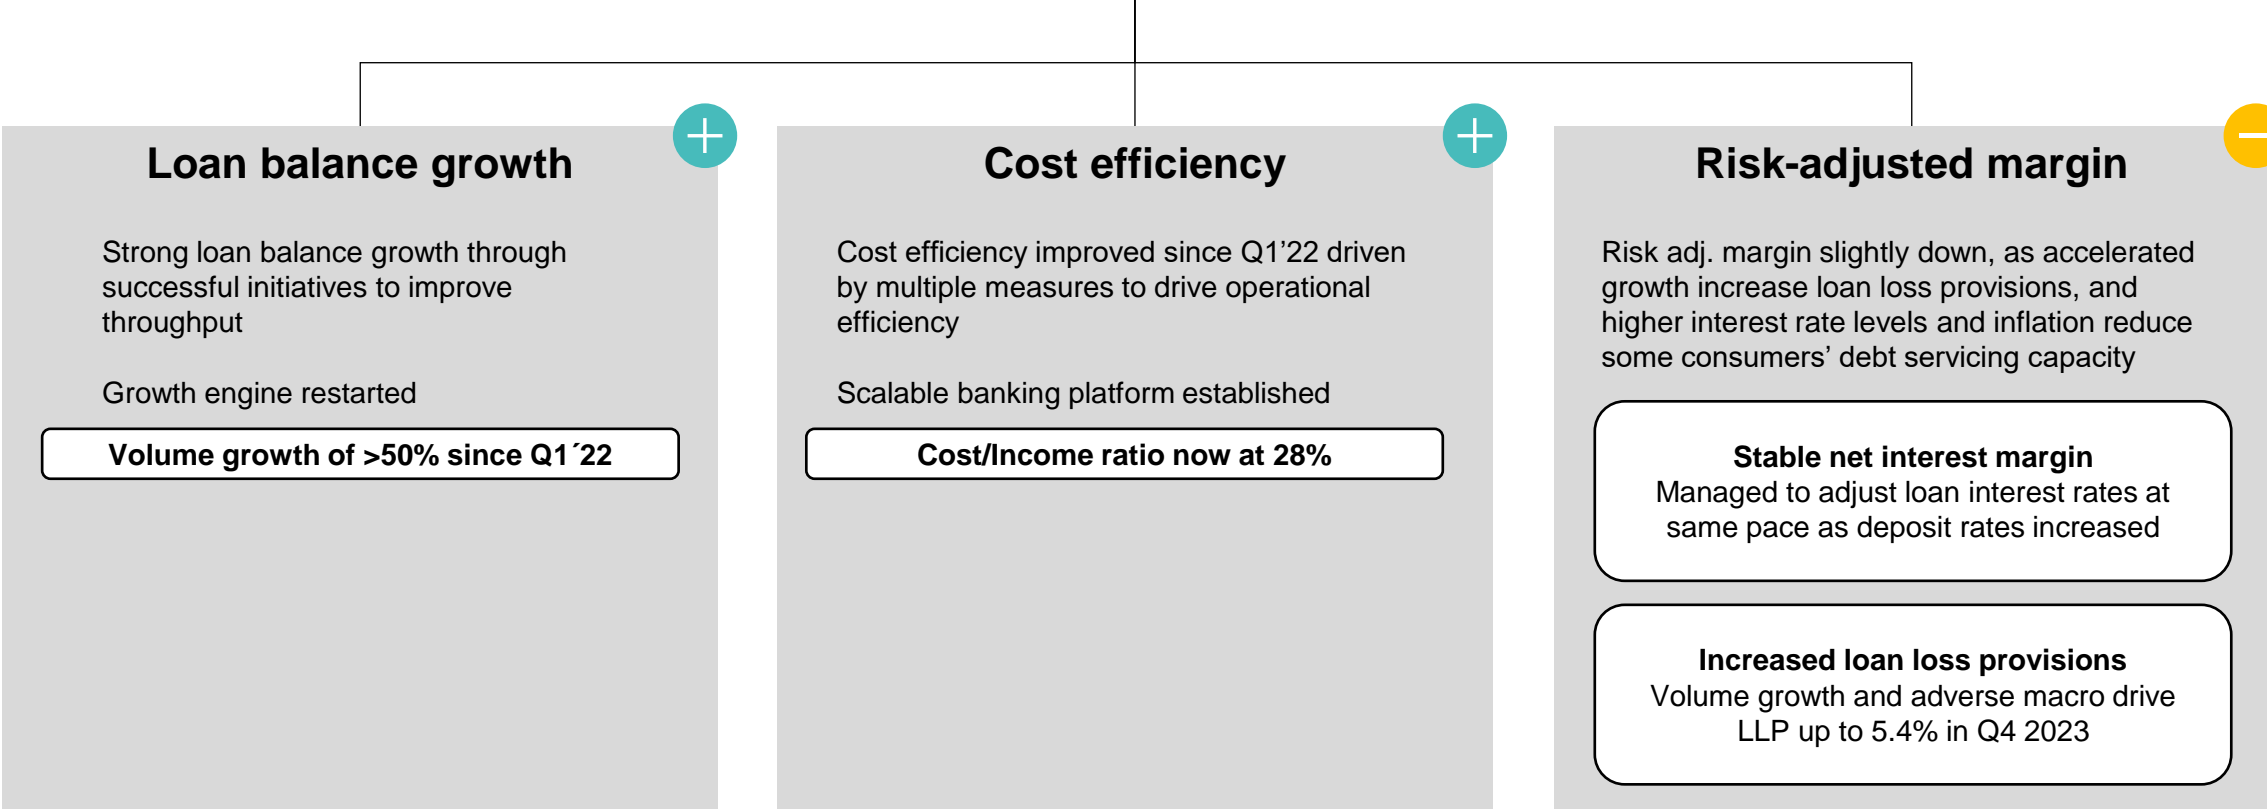 Loan balance growth
Strong loan balance growth through
successful initiatives to improve
throughput
Growth engine restarted
Volume growth of >50% since Q1´22
Cost efficiency
Cost efficiency improved since Q1’22 driven
by multiple measures to drive operational
efficiency
Scalable banking platform established
Cost/Income ratio now at 28%
Risk-adjusted margin
Risk adj. margin slightly down, as accelerated
growth increase loan loss provisions, and
higher interest rate levels and inflation reduce
some consumers’ debt servicing capacity
Stable net interest margin
Managed to adjust loan interest rates at
same pace as deposit rates increased
Increased loan loss provisions
Volume growth and adverse macro drive
LLP up to 5.4% in Q4 2023